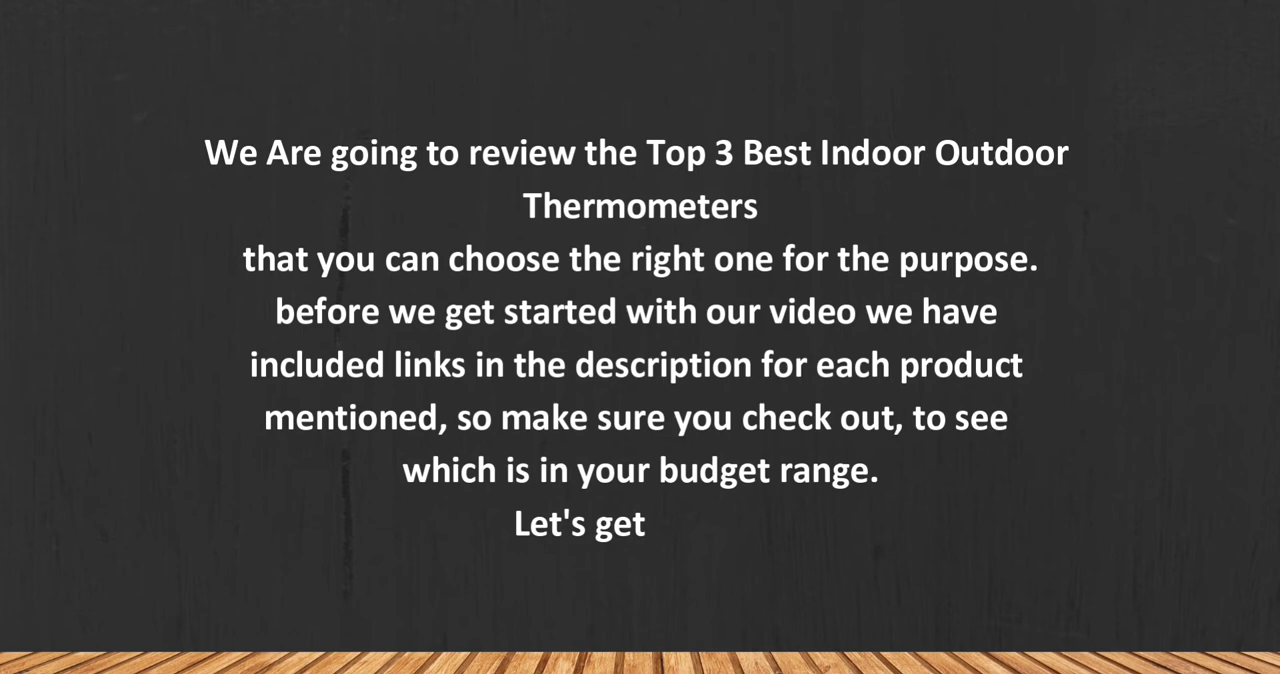 We Are going to review the Top 3 Best Indoor Outdoor
Thermometers
that you can choose the right one for the purpose.
before we get started with our video we have
included links in the description for each product
mentioned, so make sure you check out, to see
which is in your budget range.
Let's get